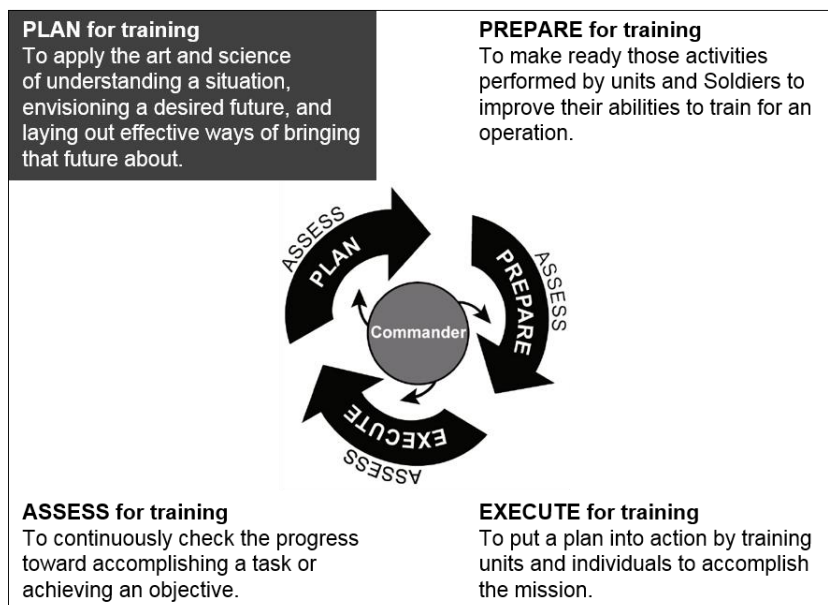 PLAN for training
To apply the art and science
of understanding a situation,
envisioning a desired future, and
laying out effective ways of bringing
that future about.
PREPARE for training
To make ready those activities
performed by units and Soldiers to
improve their abilities to train for an
operation.
ASSESS
PLAN
ASSESS
PREPARE
Commander
EXECUTE
ASSESS
ASSESS for training
To continuously check the progress
toward accomplishing a task or
achieving an objective.
EXECUTE for training
To put a plan into action by training
units and individuals to accomplish
the mission.